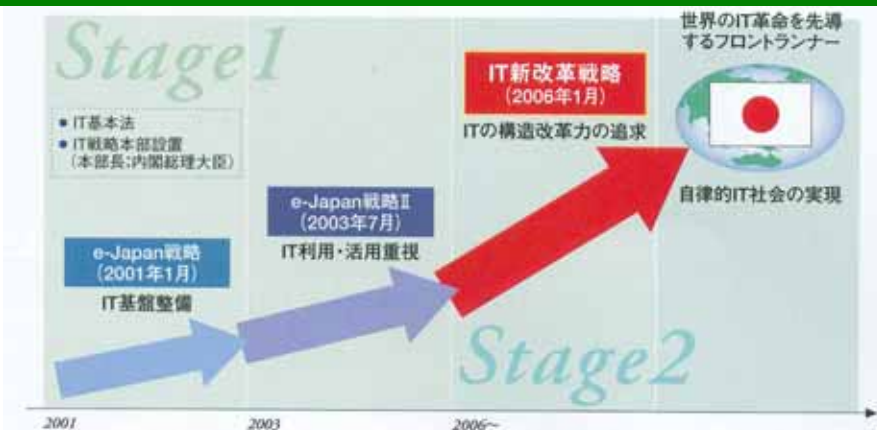 Stage1
• IT基本法
• IT戦略本部設置
(本部長:内閣総理大臣)
e-Japan戦略
(2001年1月)
IT基盤整備
e-Japan戦略Ⅱ
(2003年7月)
IT利用・活用重視
IT新改革戦略
(2006年1月)
ITの構造改革力の追求
世界のIT革命を先導
するフロントランナー
自律的IT社会の実現
Stage2
2001
2003
2006~